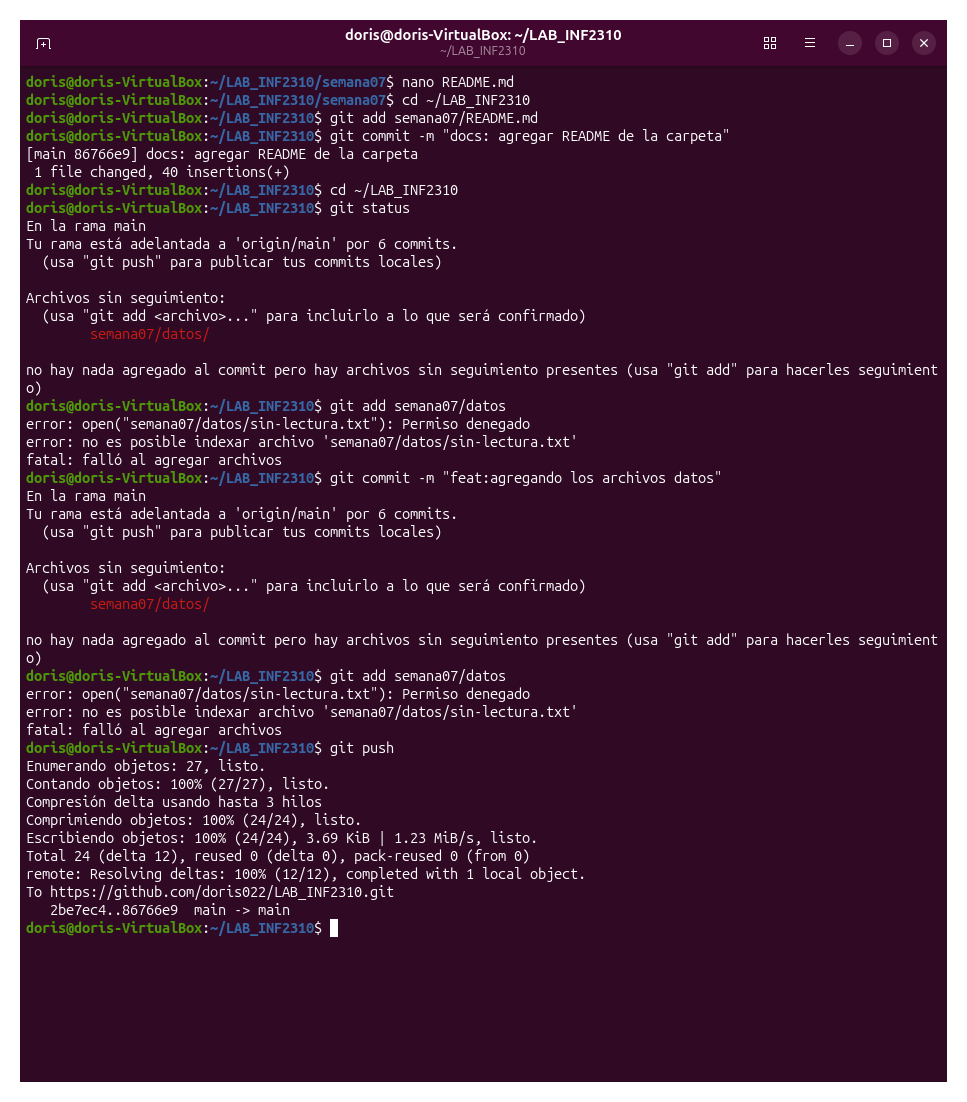 doris@doris-VirtualBox: ~/LAB_INF2310
~/LAB_INF2310
doris@doris-VirtualBox:~/LAB_INF2310/semana07$ nano README.md
doris@doris-VirtualBox:~/LAB_INF2310/semana07$ cd ~/LAB_INF2310
doris@doris-VirtualBox:~/LAB_INF2310$ git add semana07/README.md
doris@doris-VirtualBox:~/LAB_INF2310$ git commit -m "docs: agregar README de la carpeta"
[main 86766e9] docs: agregar README de la carpeta
 1 file changed, 40 insertions(+)
doris@doris-VirtualBox:~/LAB_INF2310$ cd ~/LAB_INF2310
doris@doris-VirtualBox:~/LAB_INF2310$ git status
En la rama main
Tu rama está adelantada a 'origin/main' por 6 commits.
  (usa "git push" para publicar tus commits locales)

Archivos sin seguimiento:
  (usa "git add <archivo>..." para incluirlo a lo que será confirmado)
        semana07/datos/

no hay nada agregado al commit pero hay archivos sin seguimiento presentes (usa "git add" para hacerles seguimient
o)
doris@doris-VirtualBox:~/LAB_INF2310$ git add semana07/datos
error: open("semana07/datos/sin-lectura.txt"): Permiso denegado
error: no es posible indexar archivo 'semana07/datos/sin-lectura.txt'
fatal: falló al agregar archivos
doris@doris-VirtualBox:~/LAB_INF2310$ git commit -m "feat:agregando los archivos datos"
En la rama main
Tu rama está adelantada a 'origin/main' por 6 commits.
  (usa "git push" para publicar tus commits locales)

Archivos sin seguimiento:
  (usa "git add <archivo>..." para incluirlo a lo que será confirmado)
        semana07/datos/

no hay nada agregado al commit pero hay archivos sin seguimiento presentes (usa "git add" para hacerles seguimient
o)
doris@doris-VirtualBox:~/LAB_INF2310$ git add semana07/datos
error: open("semana07/datos/sin-lectura.txt"): Permiso denegado
error: no es posible indexar archivo 'semana07/datos/sin-lectura.txt'
fatal: falló al agregar archivos
doris@doris-VirtualBox:~/LAB_INF2310$ git push
Enumerando objetos: 27, listo.
Contando objetos: 100% (27/27), listo.
Compresión delta usando hasta 3 hilos
Comprimiendo objetos: 100% (24/24), listo.
Escribiendo objetos: 100% (24/24), 3.69 KiB | 1.23 MiB/s, listo.
Total 24 (delta 12), reused 0 (delta 0), pack-reused 0 (from 0)
remote: Resolving deltas: 100% (12/12), completed with 1 local object.
To https://github.com/doris022/LAB_INF2310.git
   2be7ec4..86766e9  main -> main
doris@doris-VirtualBox:~/LAB_INF2310$